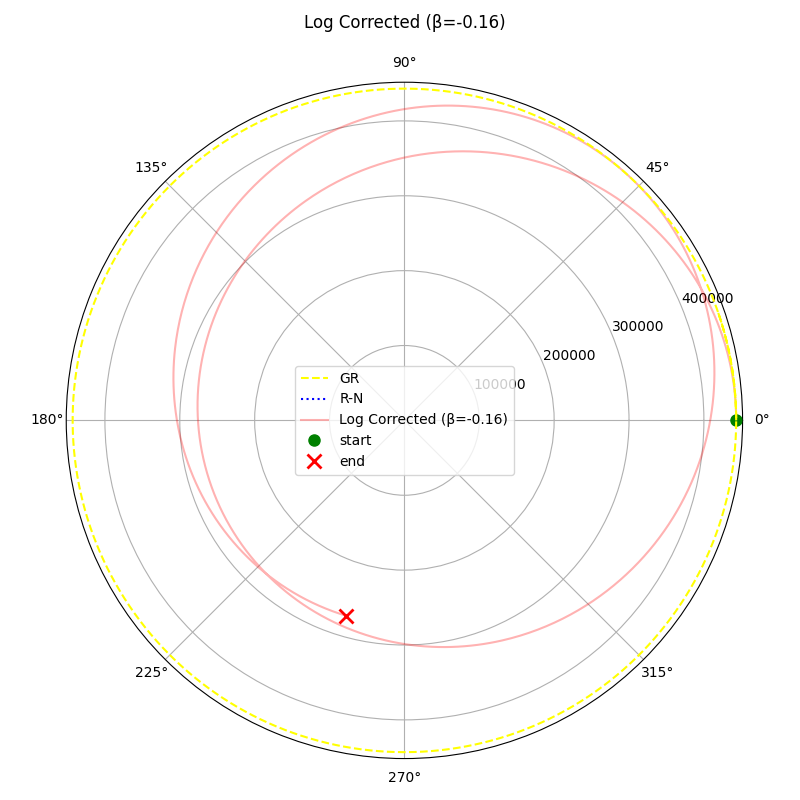 Log Corrected (β=-0.16)
90°
135°
45°
400000
300000
200000
100000
GR
R-N
Log Corrected (β=-0.16)
start
end
180°
0°
225°
315°
270°